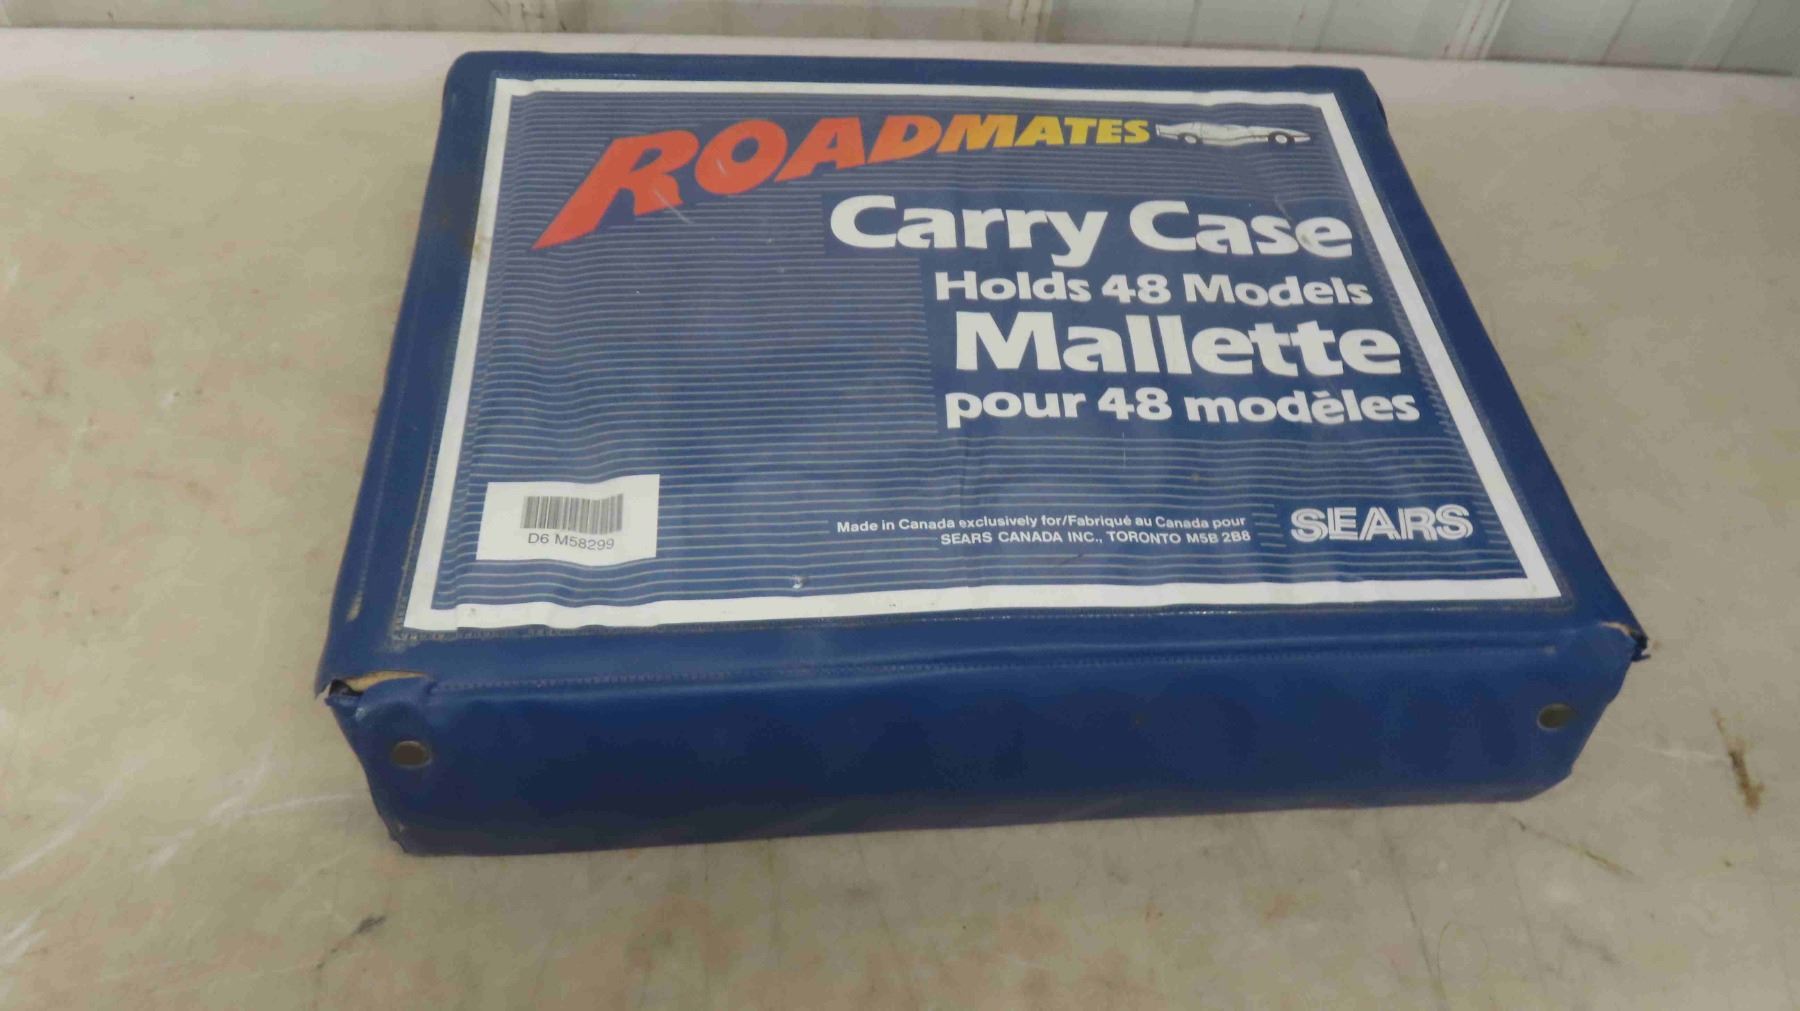 ROADMATES
Carry Case
Holds 48 Models
Mallette
pour 48 modèles
Made in Canada exclusively for/Fabriqué au Canada pour
SEARS CANADA INC., TORONTO M5B 2B8
SEARS
D6 M58299